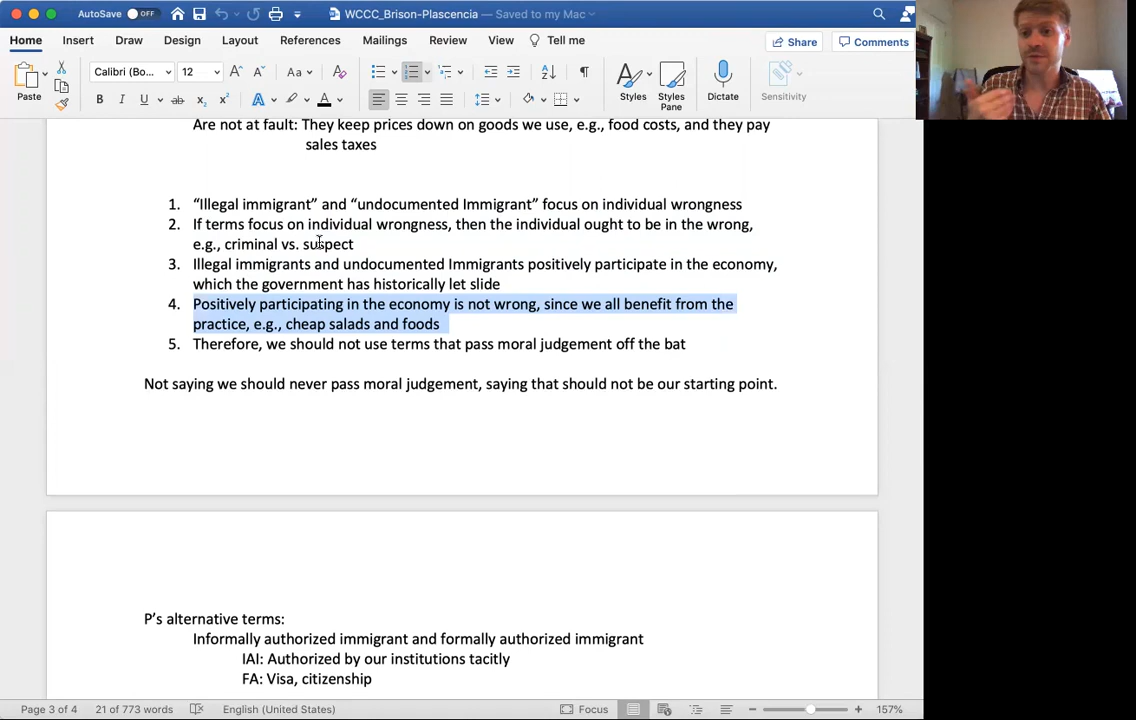 AutoSave OFF
WCCC_Brison-Plascencia — Saved to my Mac
Home Insert Draw Design Layout References Mailings Review View Tell me
Share Comments
Paste
Calibri (Bo... 12
Aa
B I U ab x₂ x² A A
Styles
Styles Pane
Dictate
Sensitivity
Are not at fault: They keep prices down on goods we use, e.g., food costs, and they pay
sales taxes
1. “Illegal immigrant” and “undocumented Immigrant” focus on individual wrongness
2. If terms focus on individual wrongness, then the individual ought to be in the wrong,
e.g., criminal vs. suspect
3. Illegal immigrants and undocumented Immigrants positively participate in the economy,
which the government has historically let slide
4. Positively participating in the economy is not wrong, since we all benefit from the
practice, e.g., cheap salads and foods
5. Therefore, we should not use terms that pass moral judgement off the bat
Not saying we should never pass moral judgement, saying that should not be our starting point.
P’s alternative terms:
Informally authorized immigrant and formally authorized immigrant
IAI: Authorized by our institutions tacitly
FA: Visa, citizenship
Page 3 of 4 21 of 773 words English (United States) Focus 157%